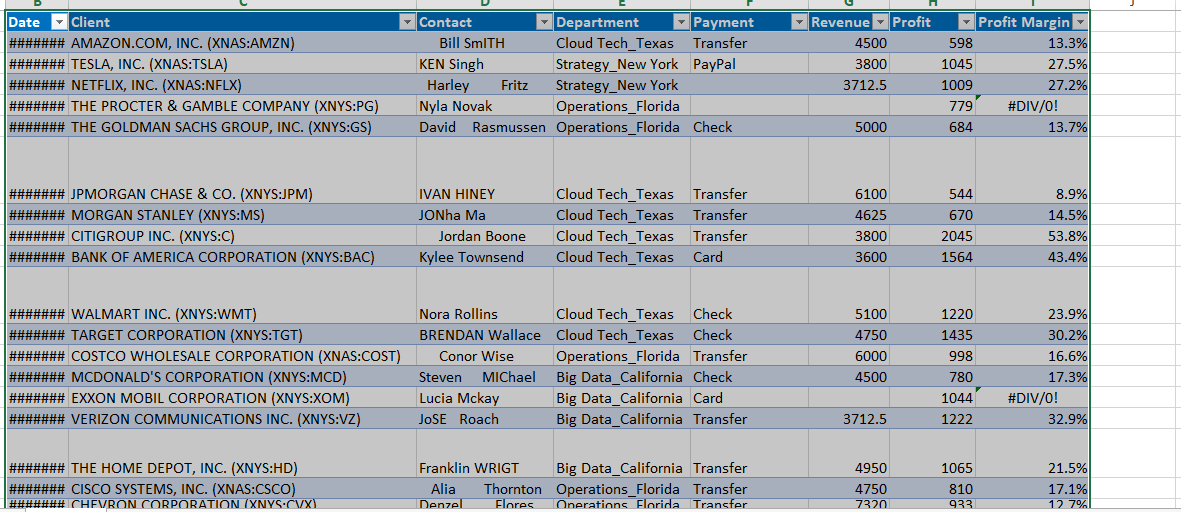 B C D E F G H I J
Date Client Contact Department Payment Revenue Profit Profit Margin
####### AMAZON.COM, INC. (XNAS:AMZN) Bill SmITH Cloud Tech_Texas Transfer 4500 598 13.3%
####### TESLA, INC. (XNAS:TSLA) KEN Singh Strategy_New York PayPal 3800 1045 27.5%
####### NETFLIX, INC. (XNAS:NFLX) Harley Fritz Strategy_New York 3712.5 1009 27.2%
####### THE PROCTER & GAMBLE COMPANY (XNYS:PG) Nyla Novak Operations_Florida 779 #DIV/0!
####### THE GOLDMAN SACHS GROUP, INC. (XNYS:GS) David Rasmussen Operations_Florida Check 5000 684 13.7%
####### JPMORGAN CHASE & CO. (XNYS:JPM) IVAN HINEY Cloud Tech_Texas Transfer 6100 544 8.9%
####### MORGAN STANLEY (XNYS:MS) JONha Ma Cloud Tech_Texas Transfer 4625 670 14.5%
####### CITIGROUP INC. (XNYS:C) Jordan Boone Cloud Tech_Texas Transfer 3800 2045 53.8%
####### BANK OF AMERICA CORPORATION (XNYS:BAC) Kylee Townsend Cloud Tech_Texas Card 3600 1564 43.4%
####### WALMART INC. (XNYS:WMT) Nora Rollins Cloud Tech_Texas Check 5100 1220 23.9%
####### TARGET CORPORATION (XNYS:TGT) BRENDAN Wallace Cloud Tech_Texas Check 4750 1435 30.2%
####### COSTCO WHOLESALE CORPORATION (XNAS:COST) Conor Wise Operations_Florida Transfer 6000 998 16.6%
####### MCDONALD'S CORPORATION (XNYS:MCD) Steven MIChael Big Data_California Check 4500 780 17.3%
####### EXXON MOBIL CORPORATION (XNYS:XOM) Lucia Mckay Big Data_California Card 1044 #DIV/0!
####### VERIZON COMMUNICATIONS INC. (XNYS:VZ) JoSE Roach Big Data_California Transfer 3712.5 1222 32.9%
####### THE HOME DEPOT, INC. (XNYS:HD) Franklin WRIGT Big Data_California Transfer 4950 1065 21.5%
####### CISCO SYSTEMS, INC. (XNAS:CSCO) Alia Thornton Operations_Florida Transfer 4750 810 17.1%
####### CHEVRON CORPORATION (XNYS:CVX) Denzel Flores Operations_Florida Transfer 7320 933 12.7%